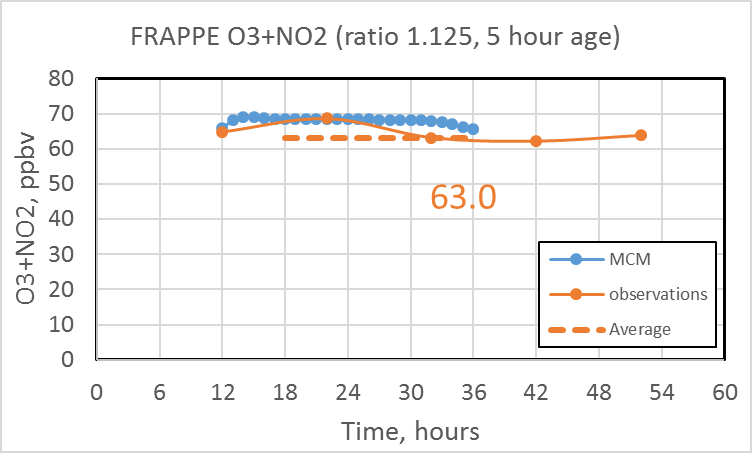 FRAPPE O3+NO2 (ratio 1.125, 5 hour age)
80
70
60
50
40
30
20
10
0
O3+NO2, ppbv
63.0
MCM
observations
Average
0 6 12 18 24 30 36 42 48 54 60
Time, hours